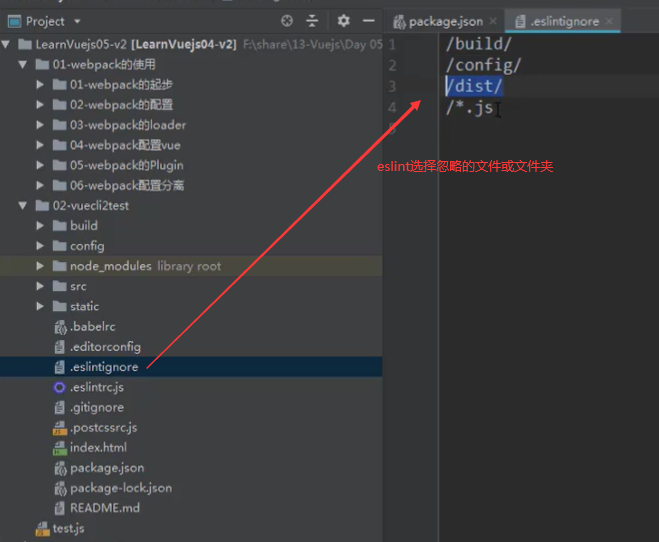 Project
package.json
.eslintignore
LearnVuejs05-v2 [LearnVuejs04-v2] F:\share\13-Vuejs\Day 05
01-webpack的使用
01-webpack的起步
02-webpack的配置
03-webpack的loader
04-webpack配置vue
05-webpack的Plugin
06-webpack配置分离
02-vuecli2test
build
config
node_modules library root
src
static
.babelrc
.editorconfig
.eslintignore
.eslintrc.js
.gitignore
.postcssrc.js
index.html
package.json
package-lock.json
README.md
test.js
1 /build/
2 /config/
3 /dist/
4 /*.js
5
eslint选择忽略的文件或文件夹